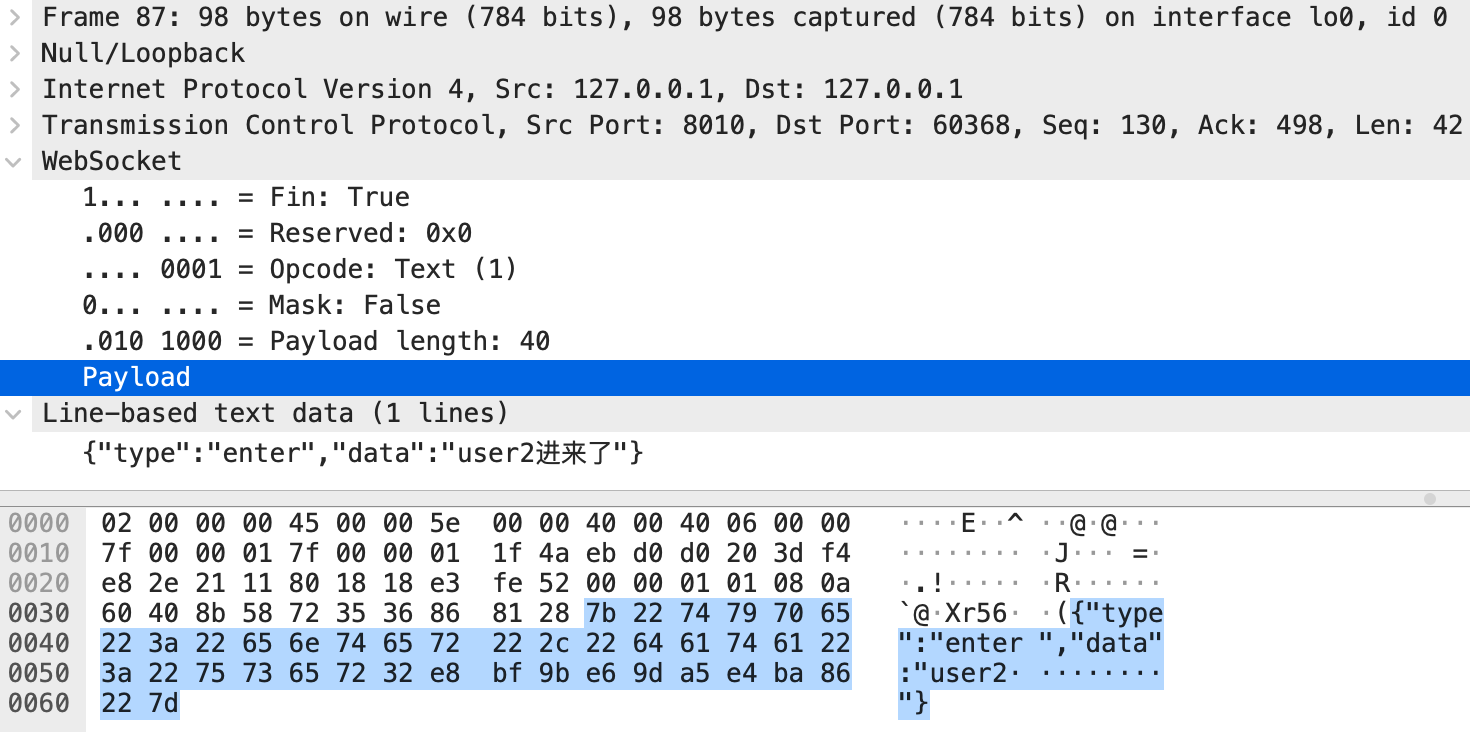 Frame 87: 98 bytes on wire (784 bits), 98 bytes captured (784 bits) on interface lo0, id 0
Null/Loopback
Internet Protocol Version 4, Src: 127.0.0.1, Dst: 127.0.0.1
Transmission Control Protocol, Src Port: 8010, Dst Port: 60368, Seq: 130, Ack: 498, Len: 42
WebSocket
1... .... = Fin: True
.000 .... = Reserved: 0x0
.... 0001 = Opcode: Text (1)
0... .... = Mask: False
.010 1000 = Payload length: 40
Payload
Line-based text data (1 lines)
{"type":"enter","data":"user2进来了"}
0000 02 00 00 00 45 00 00 5e 00 00 40 00 40 06 00 00 ····E··^ ··@·@···
0010 7f 00 00 01 7f 00 00 01 1f 4a eb d0 d0 20 3d f4 ········ ·J··· =·
0020 e8 2e 21 11 80 18 18 e3 fe 52 00 00 01 01 08 0a ·.!····· ·R······
0030 60 40 8b 58 72 35 36 86 81 28 7b 22 74 79 70 65 `@·Xr56· ·({"type
0040 22 3a 22 65 6e 74 65 72 22 2c 22 64 61 74 61 22 ":"enter ","data"
0050 3a 22 75 73 65 72 32 e8 bf 9b e6 9d a5 e4 ba 86 :"user2· ········
0060 22 7d "}